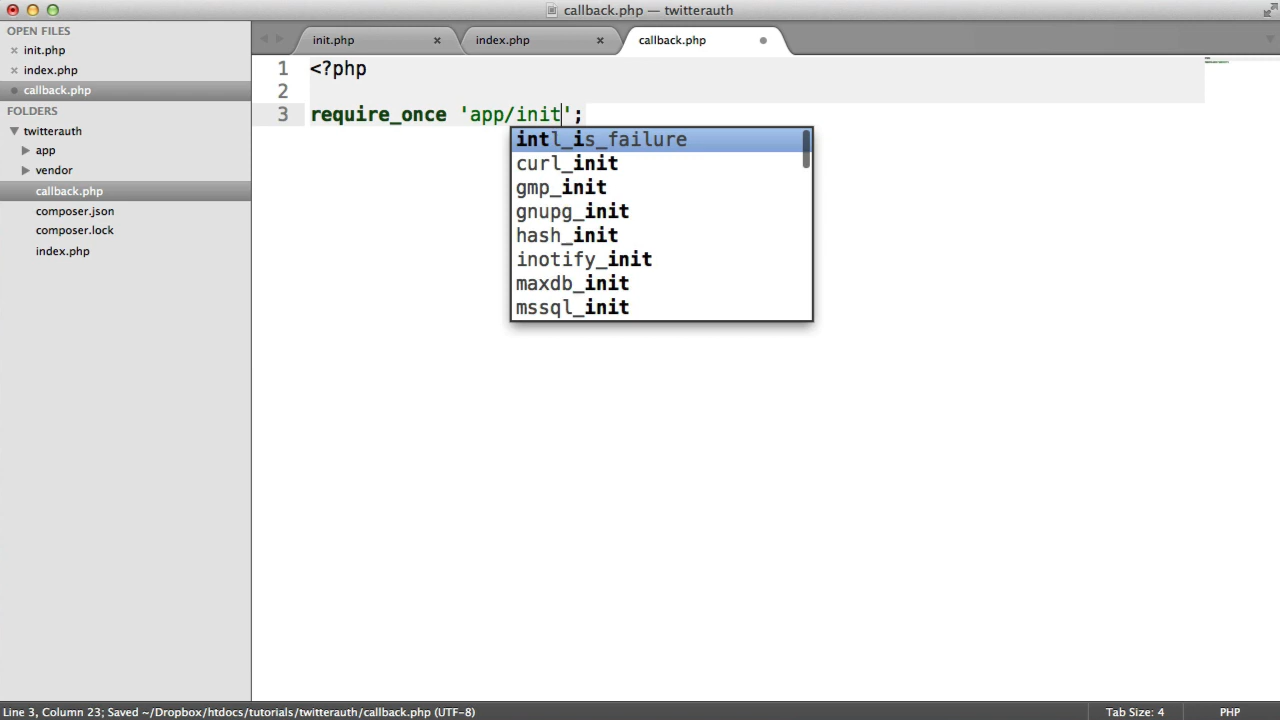 callback.php — twitterauth
OPEN FILES
init.php
index.php
callback.php
FOLDERS
twitterauth
app
vendor
callback.php
composer.json
composer.lock
index.php
init.php
index.php
callback.php
1 <?php
2
3 require_once 'app/init';
intl_is_failure
curl_init
gmp_init
gnupg_init
hash_init
inotify_init
maxdb_init
mssql_init
Line 3, Column 23; Saved ~/Dropbox/htdocs/tutorials/twitterauth/callback.php (UTF-8)
Tab Size: 4
PHP